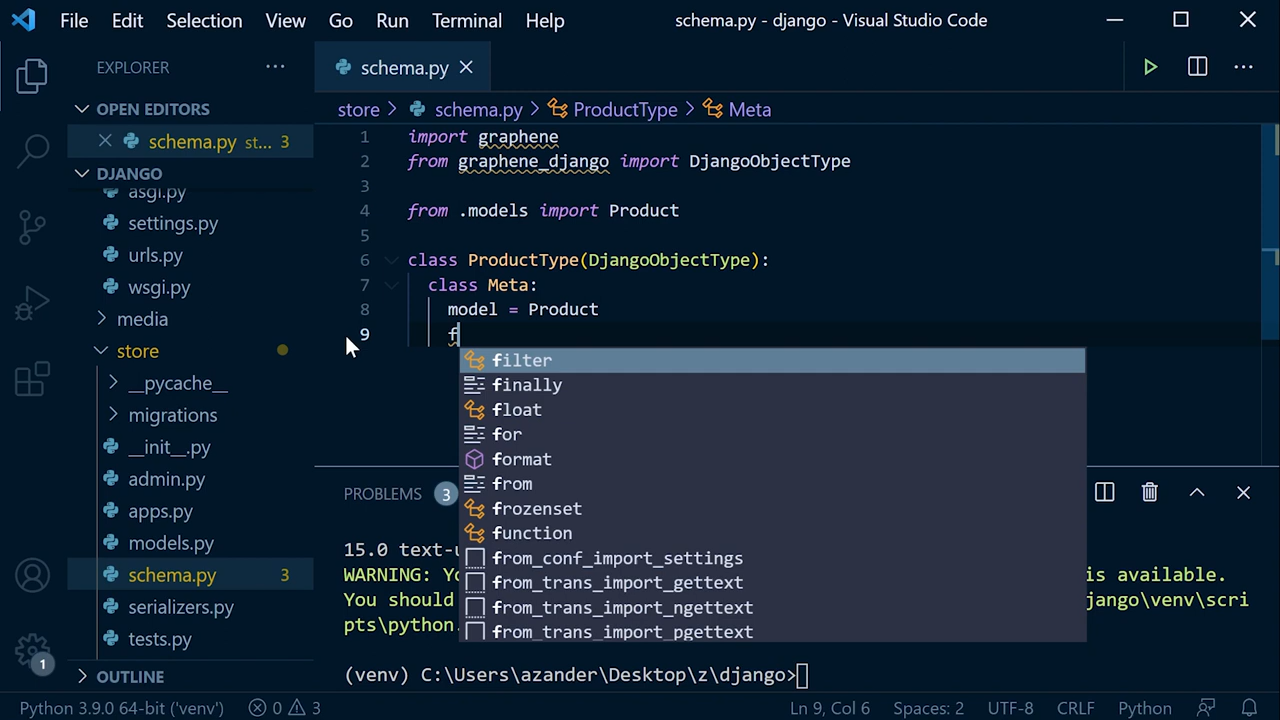 File Edit Selection View Go Run Terminal Help schema.py - django - Visual Studio Code
EXPLORER
OPEN EDITORS
schema.py st... 3
DJANGO
asgi.py
settings.py
urls.py
wsgi.py
media
store
__pycache__
migrations
__init__.py
admin.py
apps.py
models.py
schema.py 3
serializers.py
tests.py
OUTLINE
schema.py
store > schema.py > ProductType > Meta
1 import graphene
2 from graphene_django import DjangoObjectType
3
4 from .models import Product
5
6 class ProductType(DjangoObjectType):
7 class Meta:
8 model = Product
9 f
filter
finally
float
for
format
from
frozenset
function
from_conf_import_settings
from_trans_import_gettext
from_trans_import_ngettext
from_trans_import_pgettext
PROBLEMS 3
15.0 text-u
WARNING: Yo is available.
You should jango\venv\scri
pts\python.
(venv) C:\Users\azander\Desktop\z\django>
1
Python 3.9.0 64-bit ('venv') 0 3 Ln 9, Col 6 Spaces: 2 UTF-8 CRLF Python